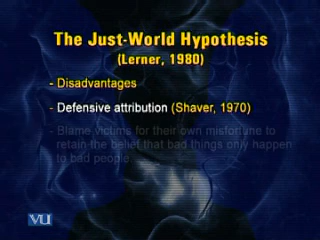 The Just-World Hypothesis
(Lerner, 1980)
- Disadvantages
- Defensive attribution (Shaver, 1970)
- Blame victims for their own misfortune to
retain the belief that bad things only happen
to bad people
VU